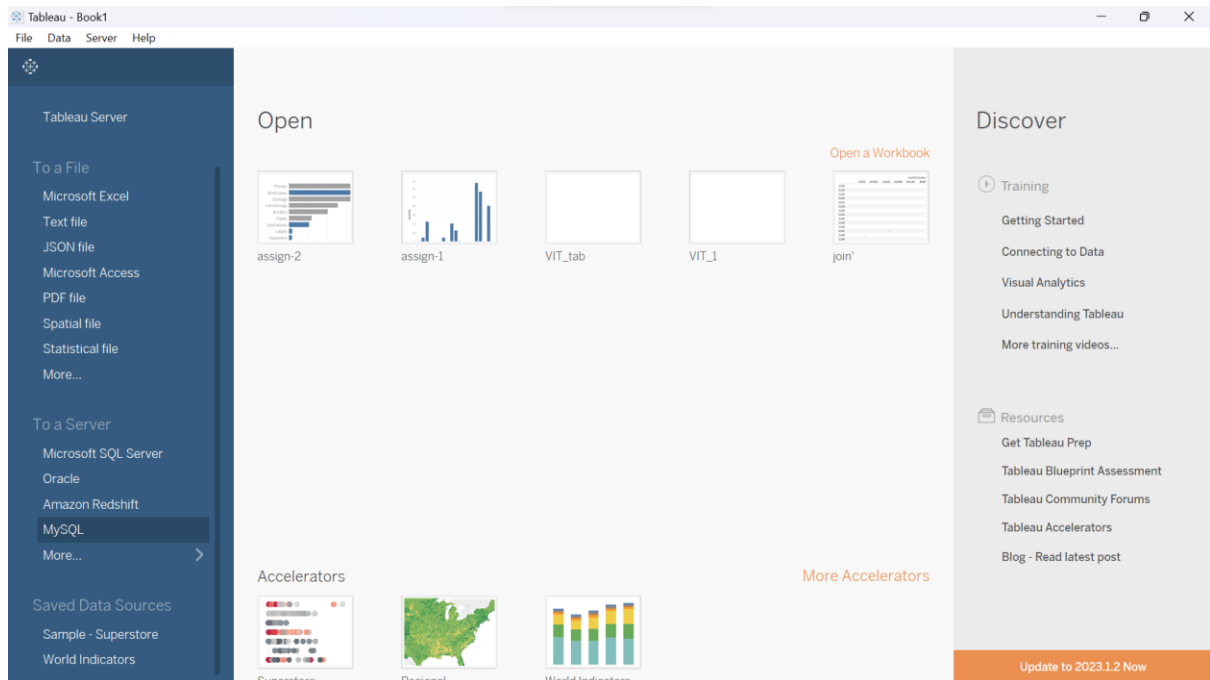 Tableau - Book1
File Data Server Help
Tableau Server
To a File
Microsoft Excel
Text file
JSON file
Microsoft Access
PDF file
Spatial file
Statistical file
More...
To a Server
Microsoft SQL Server
Oracle
Amazon Redshift
MySQL
More...
Saved Data Sources
Sample - Superstore
World Indicators
Open
Open a Workbook
assign-2
assign-1
VIT_tab
VIT_1
join'
Accelerators
More Accelerators
Superstore
Regional
World Indicators
Discover
Training
Getting Started
Connecting to Data
Visual Analytics
Understanding Tableau
More training videos...
Resources
Get Tableau Prep
Tableau Blueprint Assessment
Tableau Community Forums
Tableau Accelerators
Blog - Read latest post
Update to 2023.1.2 Now